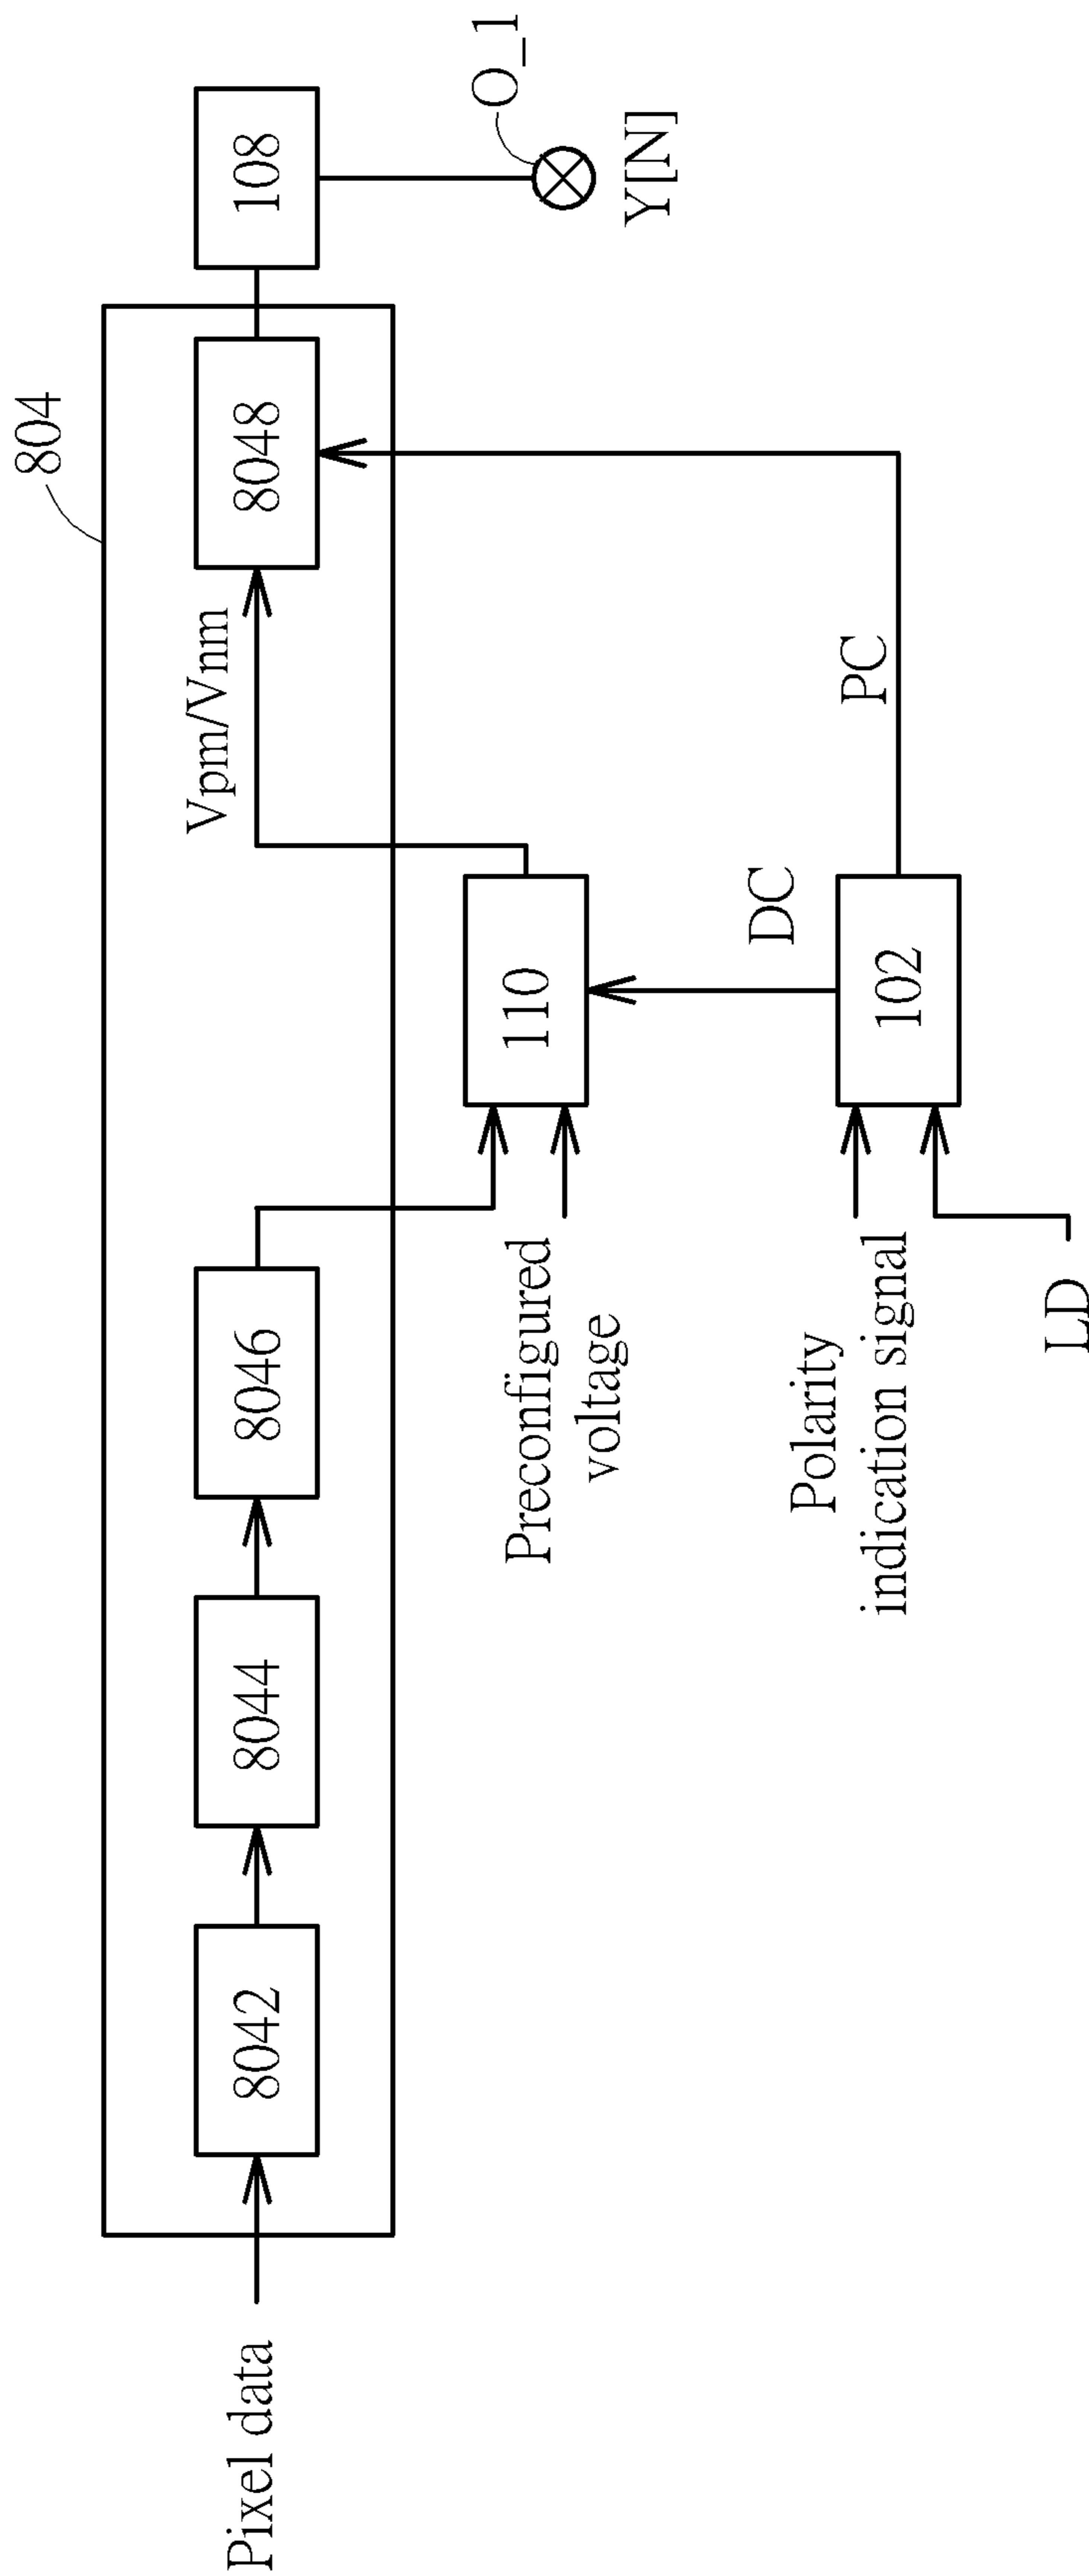 804
Pixel data
8042
8044
8046
Vpm/Vnm
8048
108
O_1
Y[N]
Preconfigured
voltage
110
DC
PC
Polarity
indication signal
102
LD